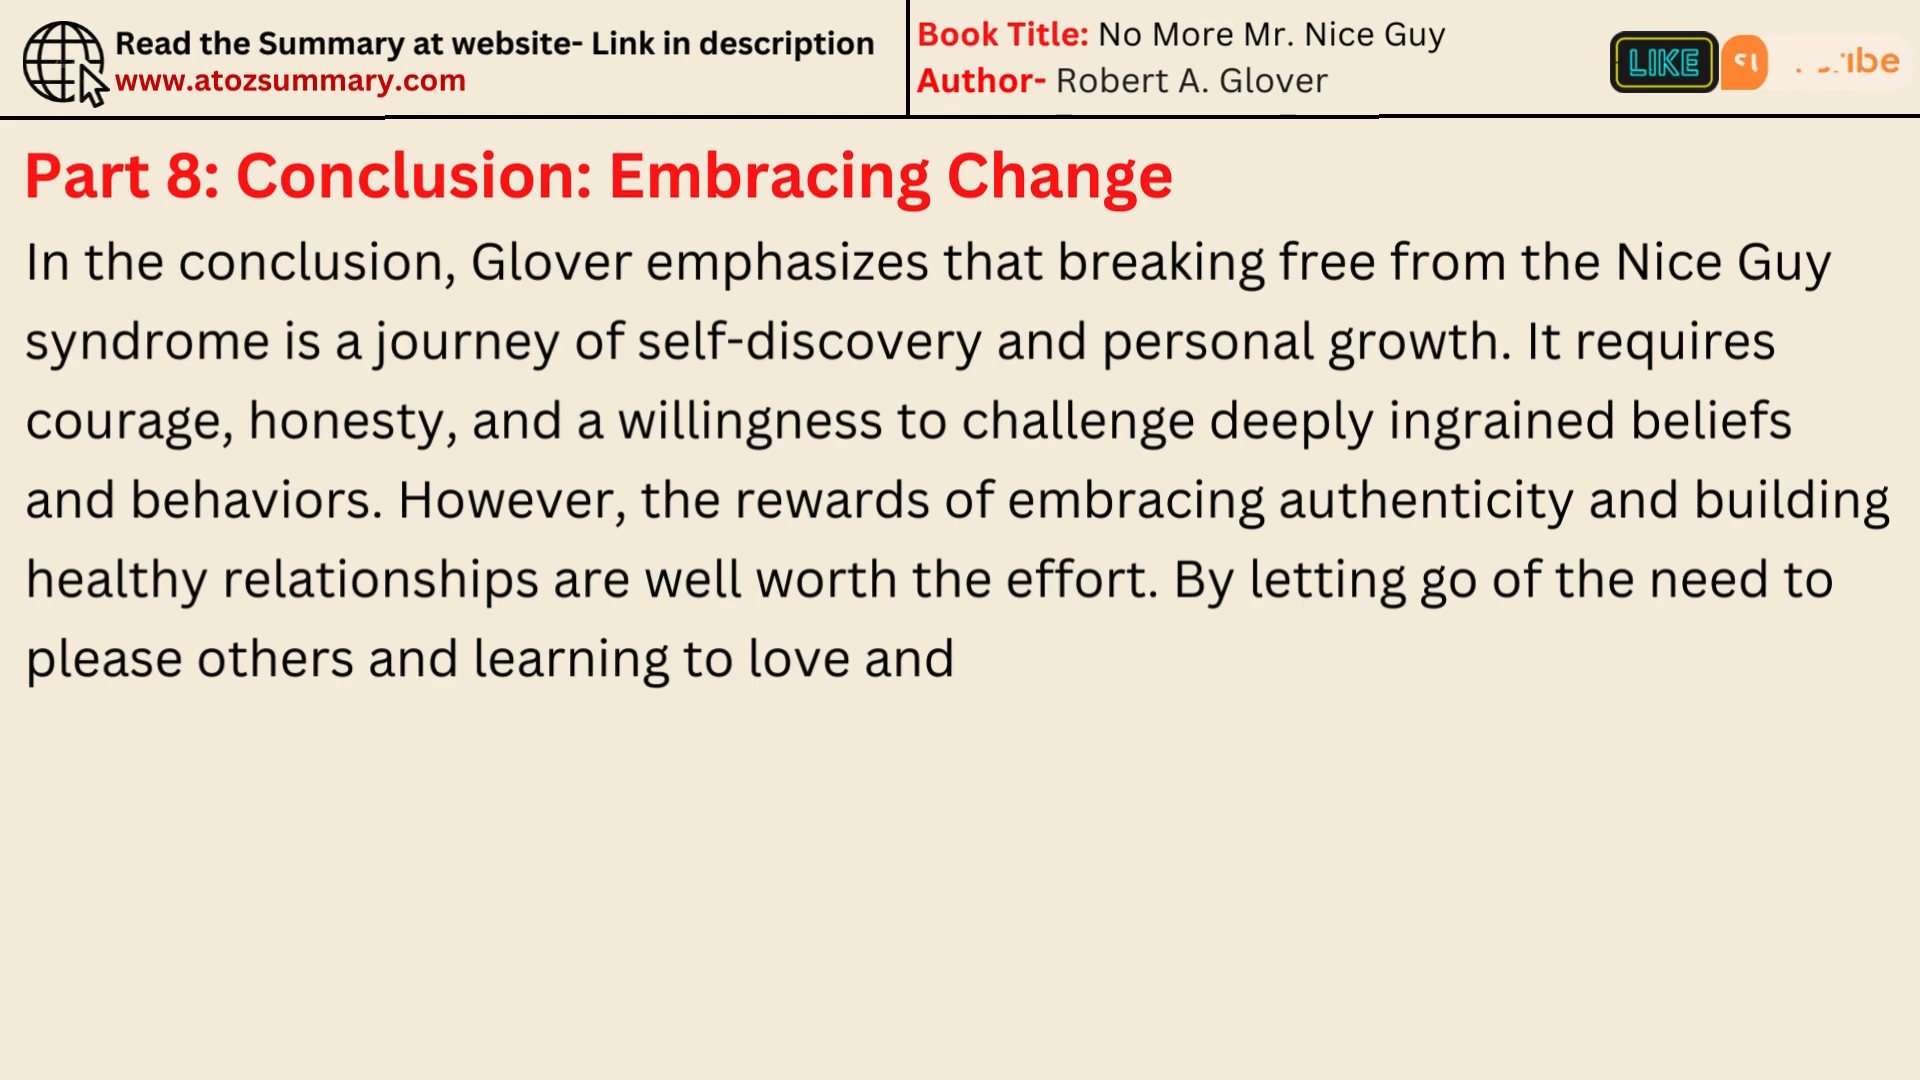 Read the Summary at website- Link in description
www.atozsummary.com
Book Title: No More Mr. Nice Guy
Author- Robert A. Glover
LIKE
Part 8: Conclusion: Embracing Change
In the conclusion, Glover emphasizes that breaking free from the Nice Guy
syndrome is a journey of self-discovery and personal growth. It requires
courage, honesty, and a willingness to challenge deeply ingrained beliefs
and behaviors. However, the rewards of embracing authenticity and building
healthy relationships are well worth the effort. By letting go of the need to
please others and learning to love and